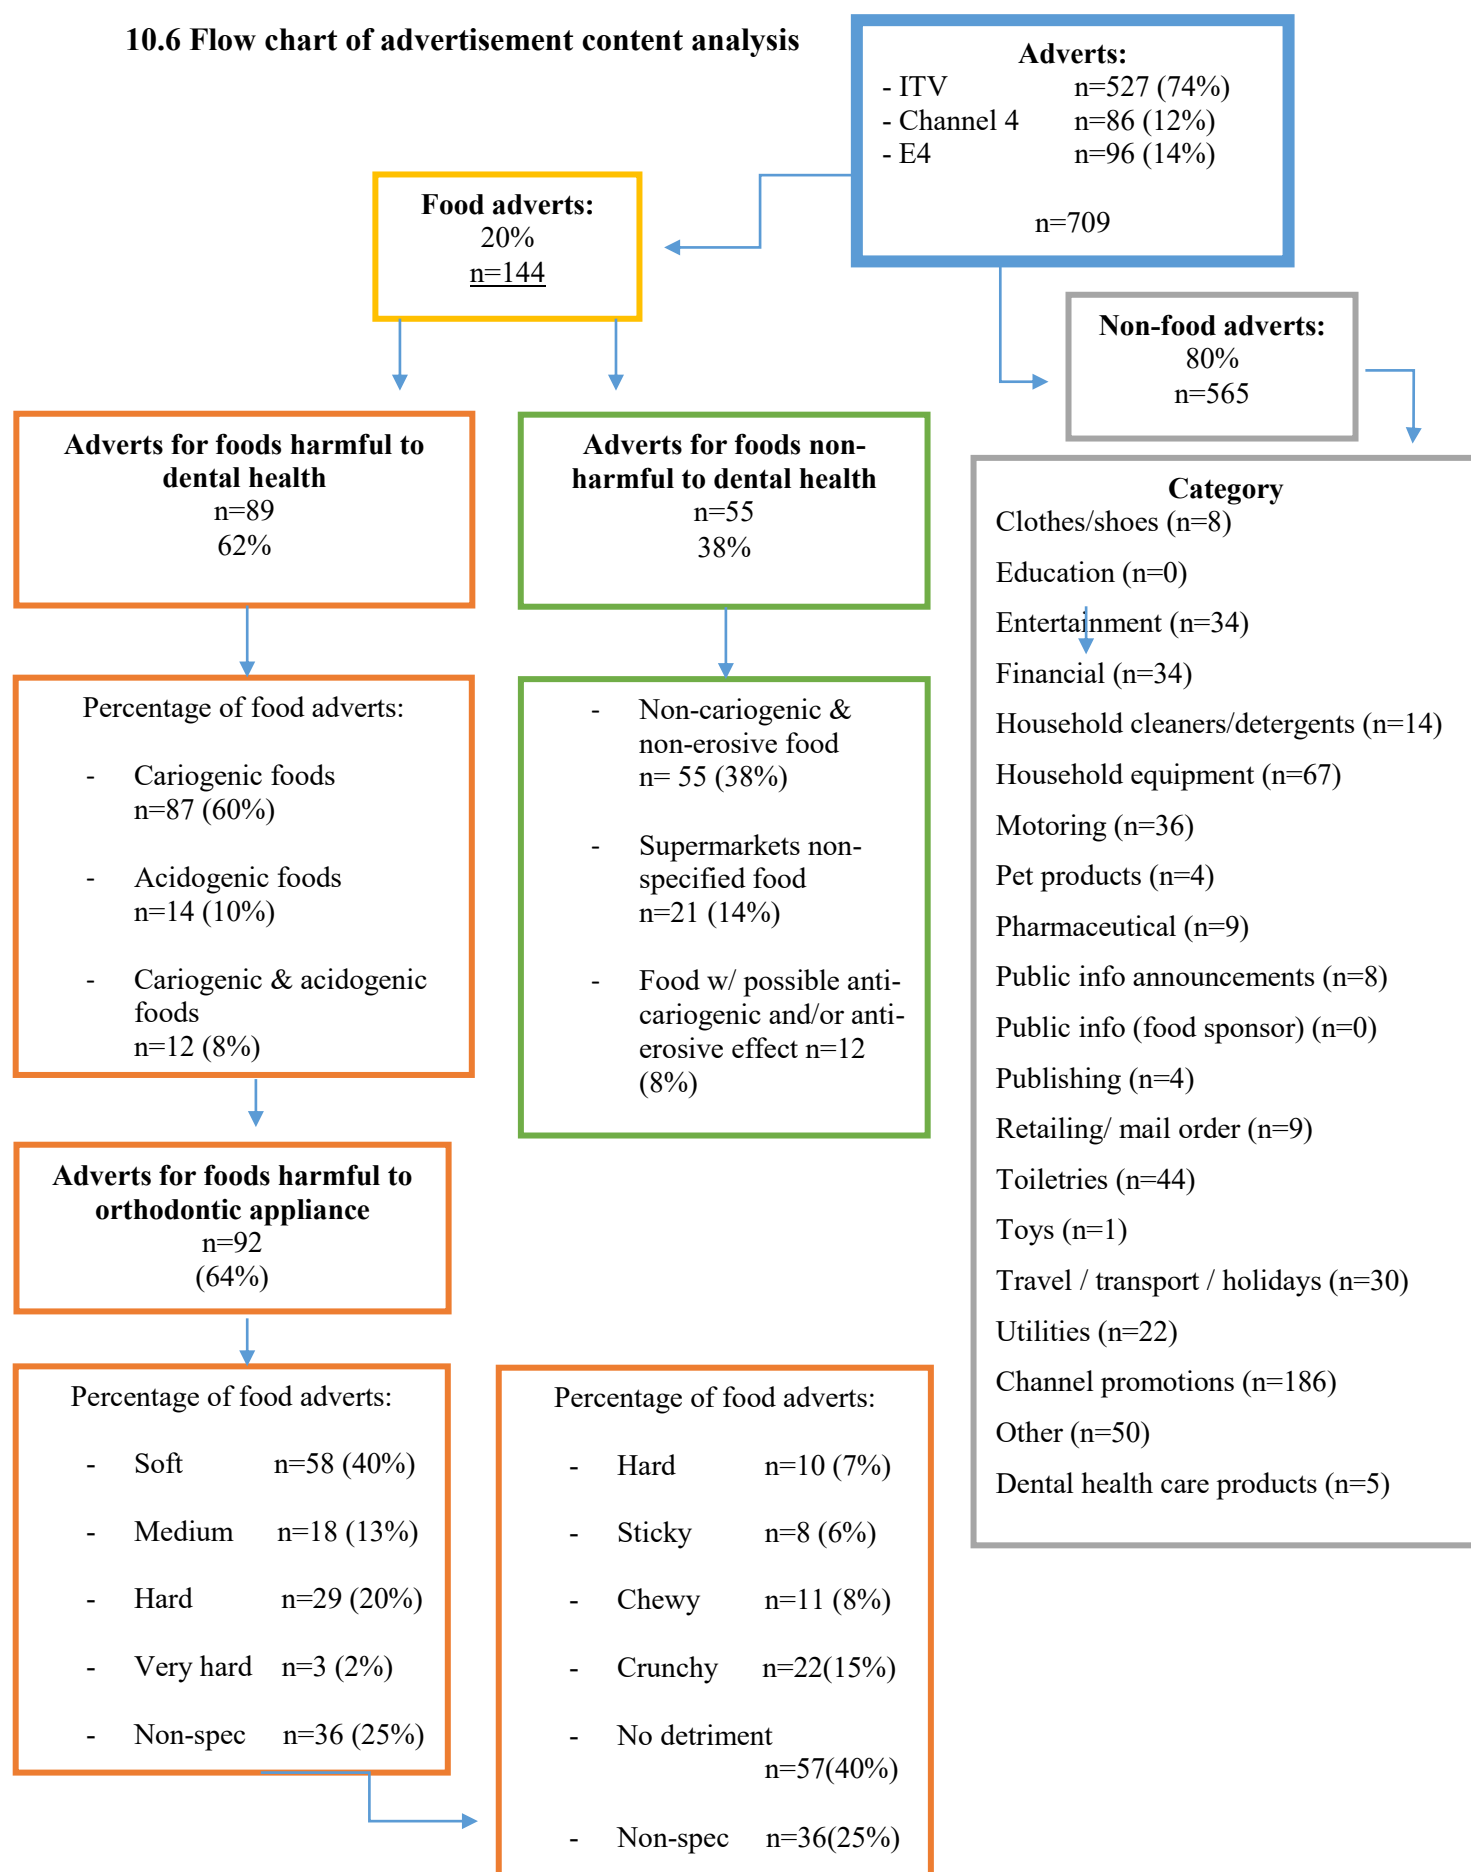 10.6 Flow chart of advertisement content analysis
Adverts:
- ITV n=527 (74%)
- Channel 4 n=86 (12%)
- E4 n=96 (14%)
n=709
Food adverts:
20%
n=144
Non-food adverts:
80%
n=565
Adverts for foods harmful to
dental health
n=89
62%
Adverts for foods non-
harmful to dental health
n=55
38%
Category
Clothes/shoes (n=8)
Education (n=0)
Entertainment (n=34)
Financial (n=34)
Household cleaners/detergents (n=14)
Household equipment (n=67)
Motoring (n=36)
Pet products (n=4)
Pharmaceutical (n=9)
Public info announcements (n=8)
Public info (food sponsor) (n=0)
Publishing (n=4)
Retailing/ mail order (n=9)
Toiletries (n=44)
Toys (n=1)
Travel / transport / holidays (n=30)
Utilities (n=22)
Channel promotions (n=186)
Other (n=50)
Dental health care products (n=5)
Percentage of food adverts:
- Cariogenic foods
n=87 (60%)
- Acidogenic foods
n=14 (10%)
- Cariogenic & acidogenic
foods
n=12 (8%)
- Non-cariogenic &
non-erosive food
n= 55 (38%)
- Supermarkets non-
specified food
n=21 (14%)
- Food w/ possible anti-
cariogenic and/or anti-
erosive effect n=12
(8%)
Adverts for foods harmful to
orthodontic appliance
n=92
(64%)
Percentage of food adverts:
- Soft n=58 (40%)
- Medium n=18 (13%)
- Hard n=29 (20%)
- Very hard n=3 (2%)
- Non-spec n=36 (25%)
Percentage of food adverts:
- Hard n=10 (7%)
- Sticky n=8 (6%)
- Chewy n=11 (8%)
- Crunchy n=22(15%)
- No detriment
n=57(40%)
- Non-spec n=36(25%)